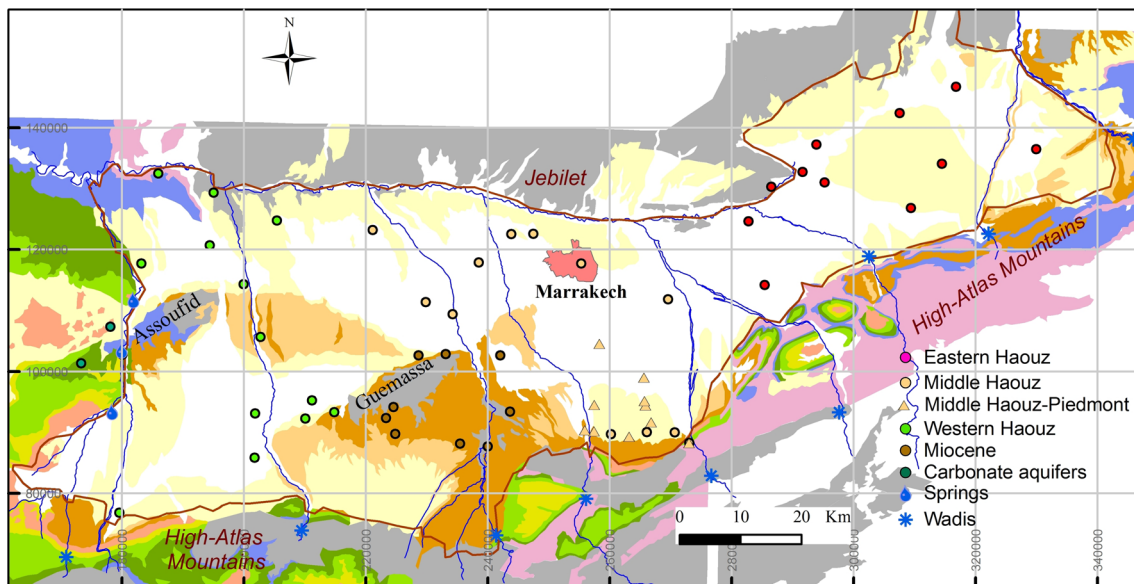 N
140000
Jebilet
120000
Marrakech
High-Atlas Mountains
Assoufid
100000
Guemassa
Eastern Haouz
Middle Haouz
Middle Haouz-Piedmont
Western Haouz
Miocene
Carbonate aquifers
Springs
Wadis
80000
0 10 20 Km
High-Atlas
Mountains
220000
240000
260000
300000
320000
340000